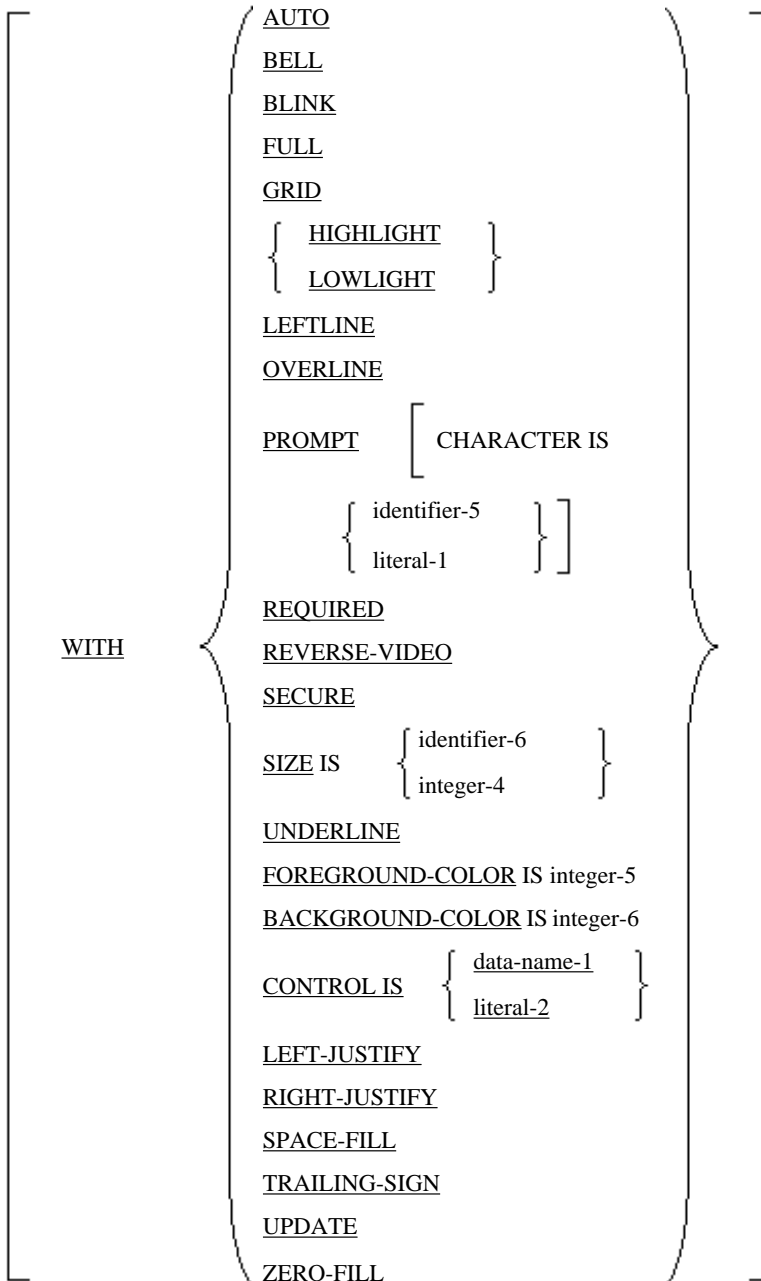 AUTO
BELL
BLINK
FULL
GRID
HIGHLIGHT
LOWLIGHT
LEFTLINE
OVERLINE
PROMPT CHARACTER IS
identifier-5
literal-1
REQUIRED
WITH REVERSE-VIDEO
SECURE
identifier-6
SIZE IS
integer-4
UNDERLINE
FOREGROUND-COLOR IS integer-5
BACKGROUND-COLOR IS integer-6
data-name-1
CONTROL IS
literal-2
LEFT-JUSTIFY
RIGHT-JUSTIFY
SPACE-FILL
TRAILING-SIGN
UPDATE
ZERO-FILL